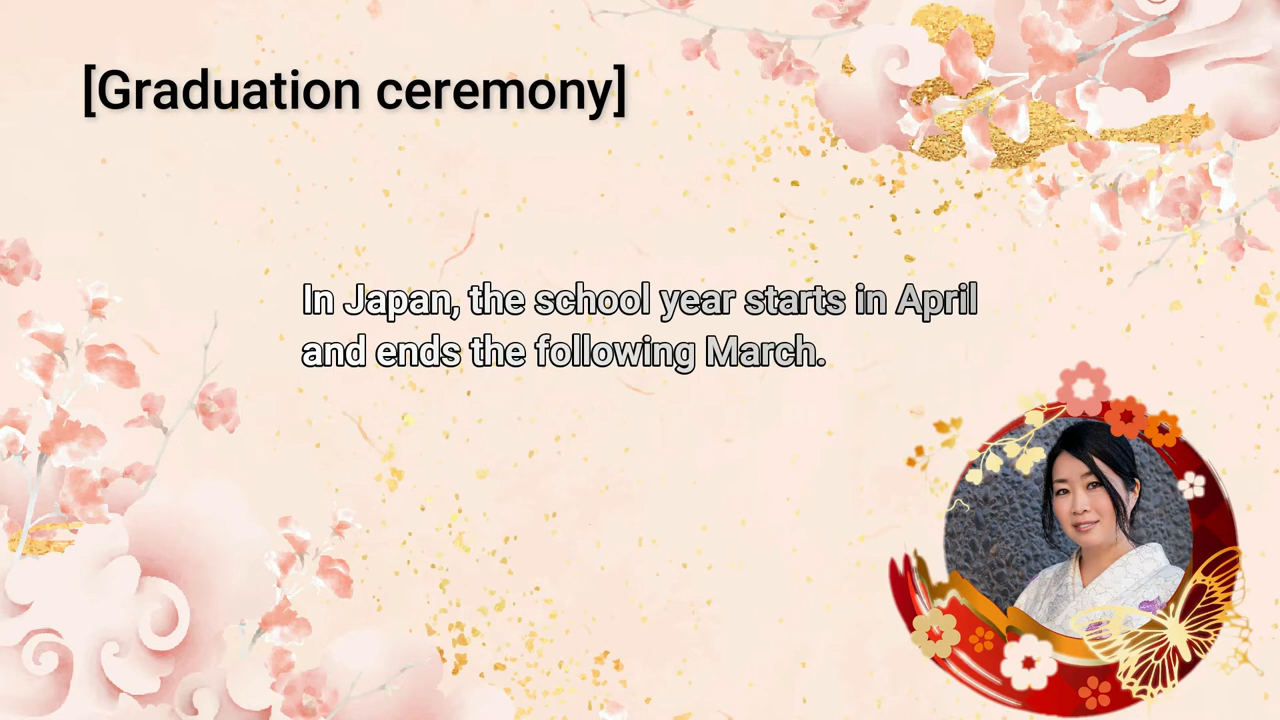 [Graduation ceremony]
In Japan, the school year starts in April
and ends the following March.